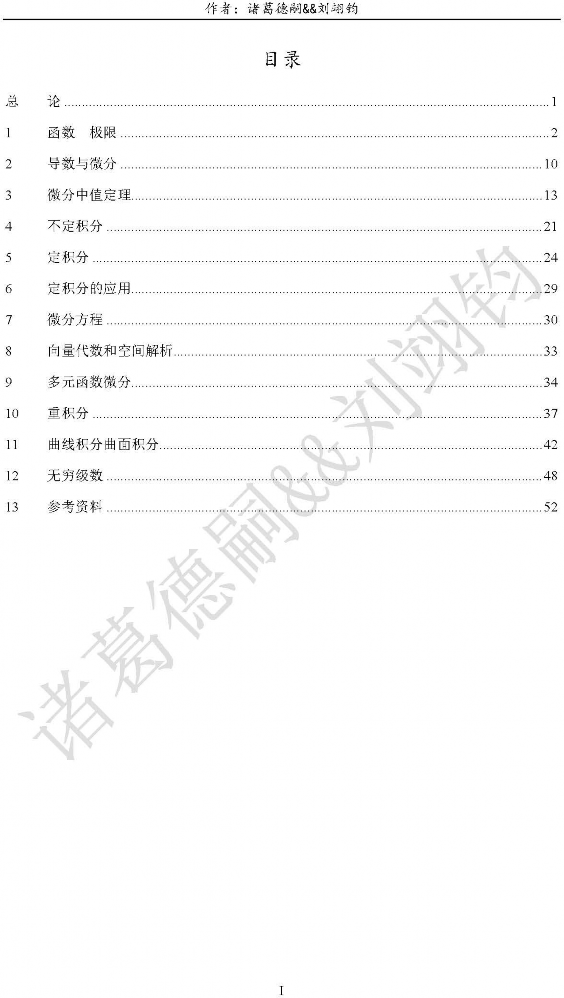 作者：诸葛德嗣&&刘翊钧
目录
总 论 1
1 函数 极限 2
2 导数与微分 10
3 微分中值定理 13
4 不定积分 21
5 定积分 24
6 定积分的应用 29
7 微分方程 30
8 向量代数和空间解析 33
9 多元函数微分 34
10 重积分 37
11 曲线积分曲面积分 42
12 无穷级数 48
13 参考资料 52
诸葛德嗣&&刘翊钧
I